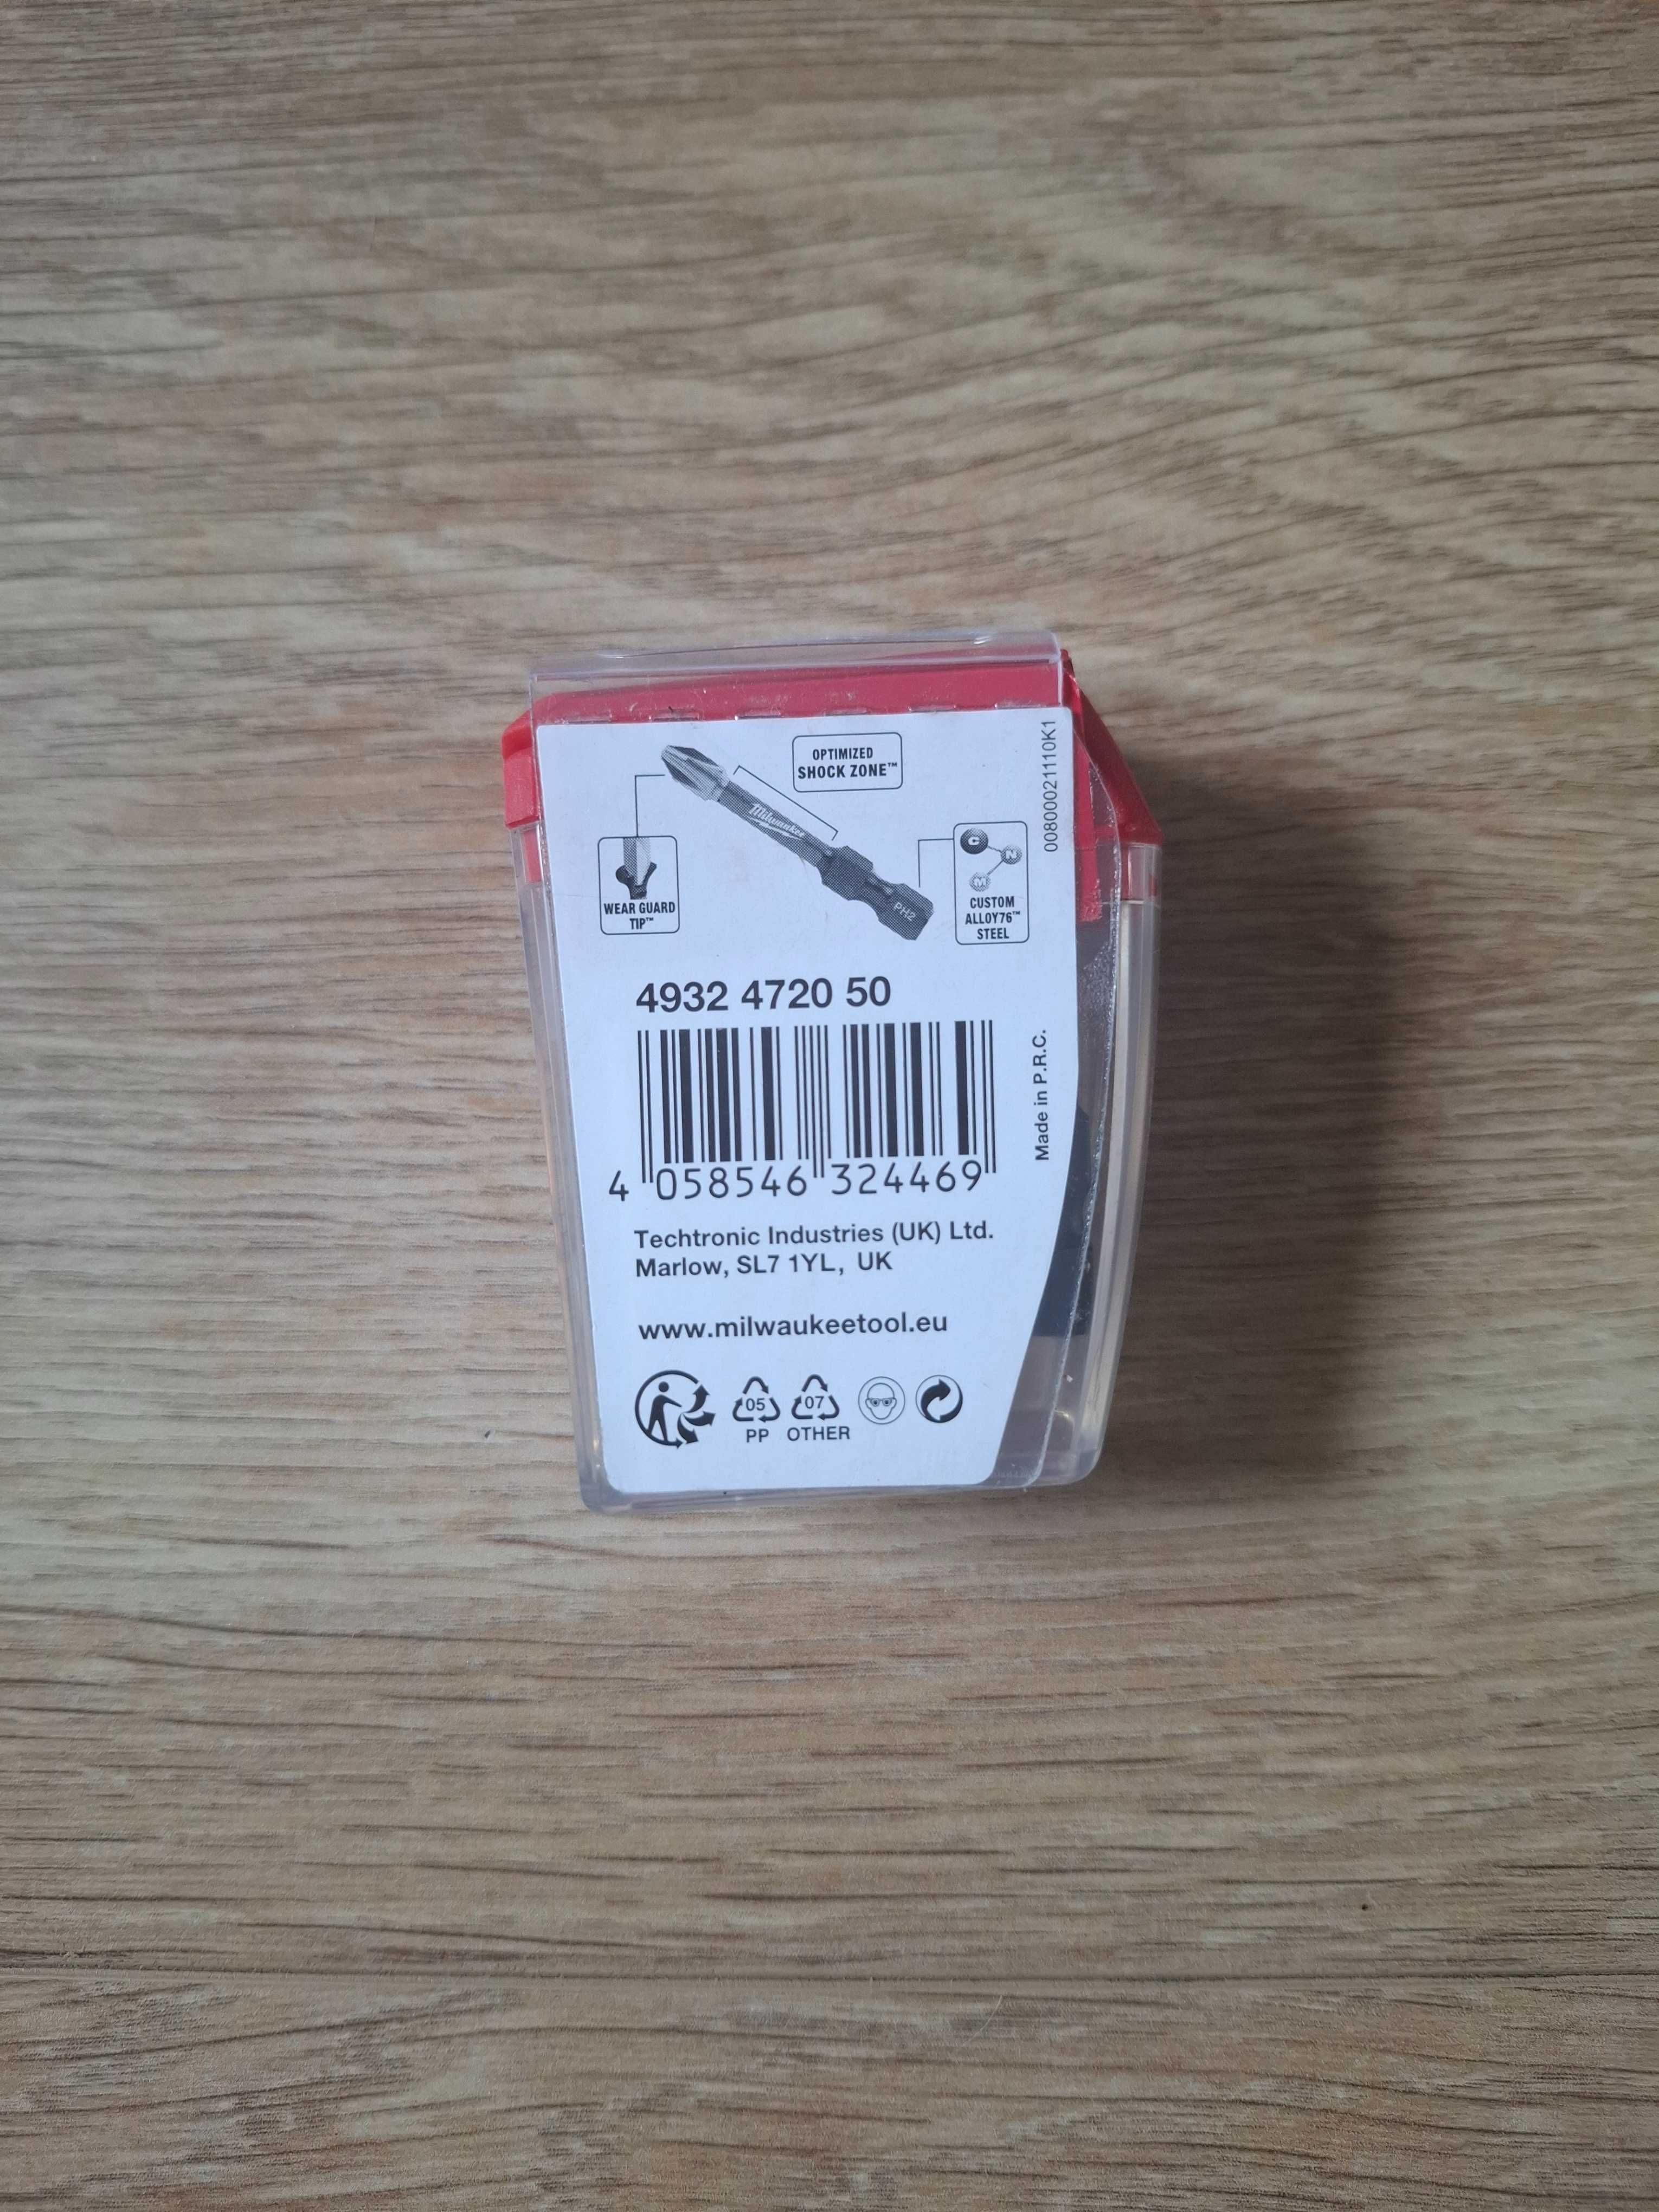 OPTIMIZED
SHOCK ZONE™
Milwaukee
PH2
WEAR GUARD
TIP™
C
N
M
CUSTOM
ALLOY76™
STEEL
00800021110K1
4932 4720 50
4 058546 324469
Made in P.R.C.
Techtronic Industries (UK) Ltd.
Marlow, SL7 1YL, UK
www.milwaukeetool.eu
05
PP
07
OTHER